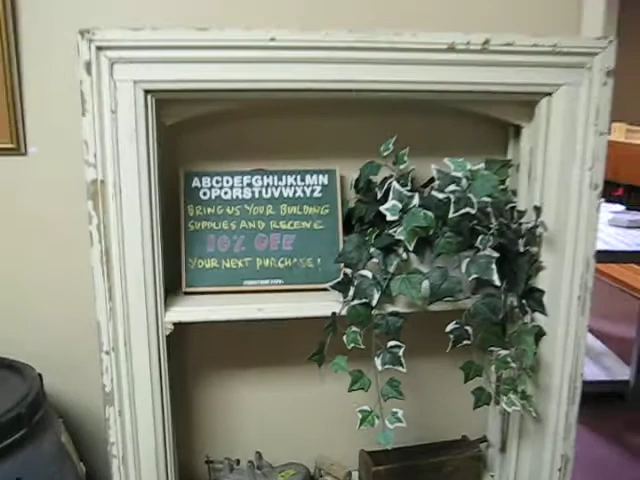 ABCDEFGHIJKLMN
OPQRSTUVWXYZ
BRING US YOUR BUILDING
SUPPLIES AND RECEIVE
10% OFF
YOUR NEXT PURCHASE!